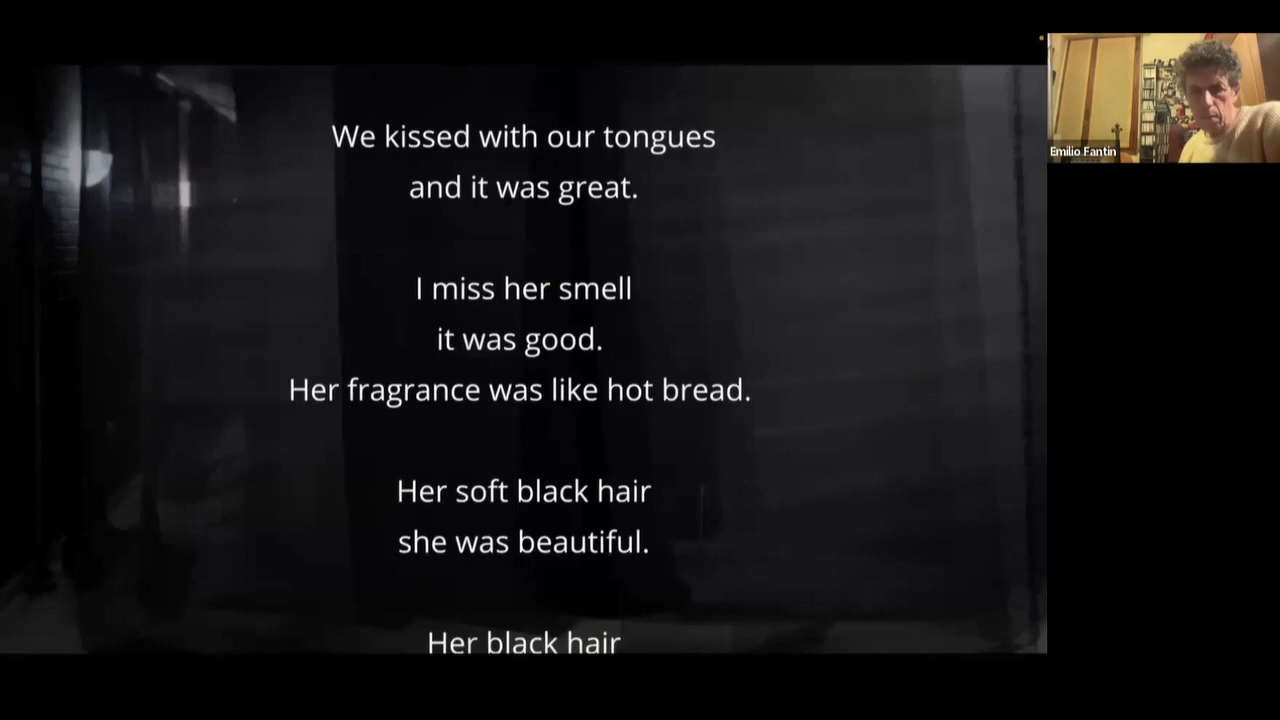 We kissed with our tongues
and it was great.
I miss her smell
it was good.
Her fragrance was like hot bread.
Her soft black hair
she was beautiful.
Her black hair
Emilio Fantin